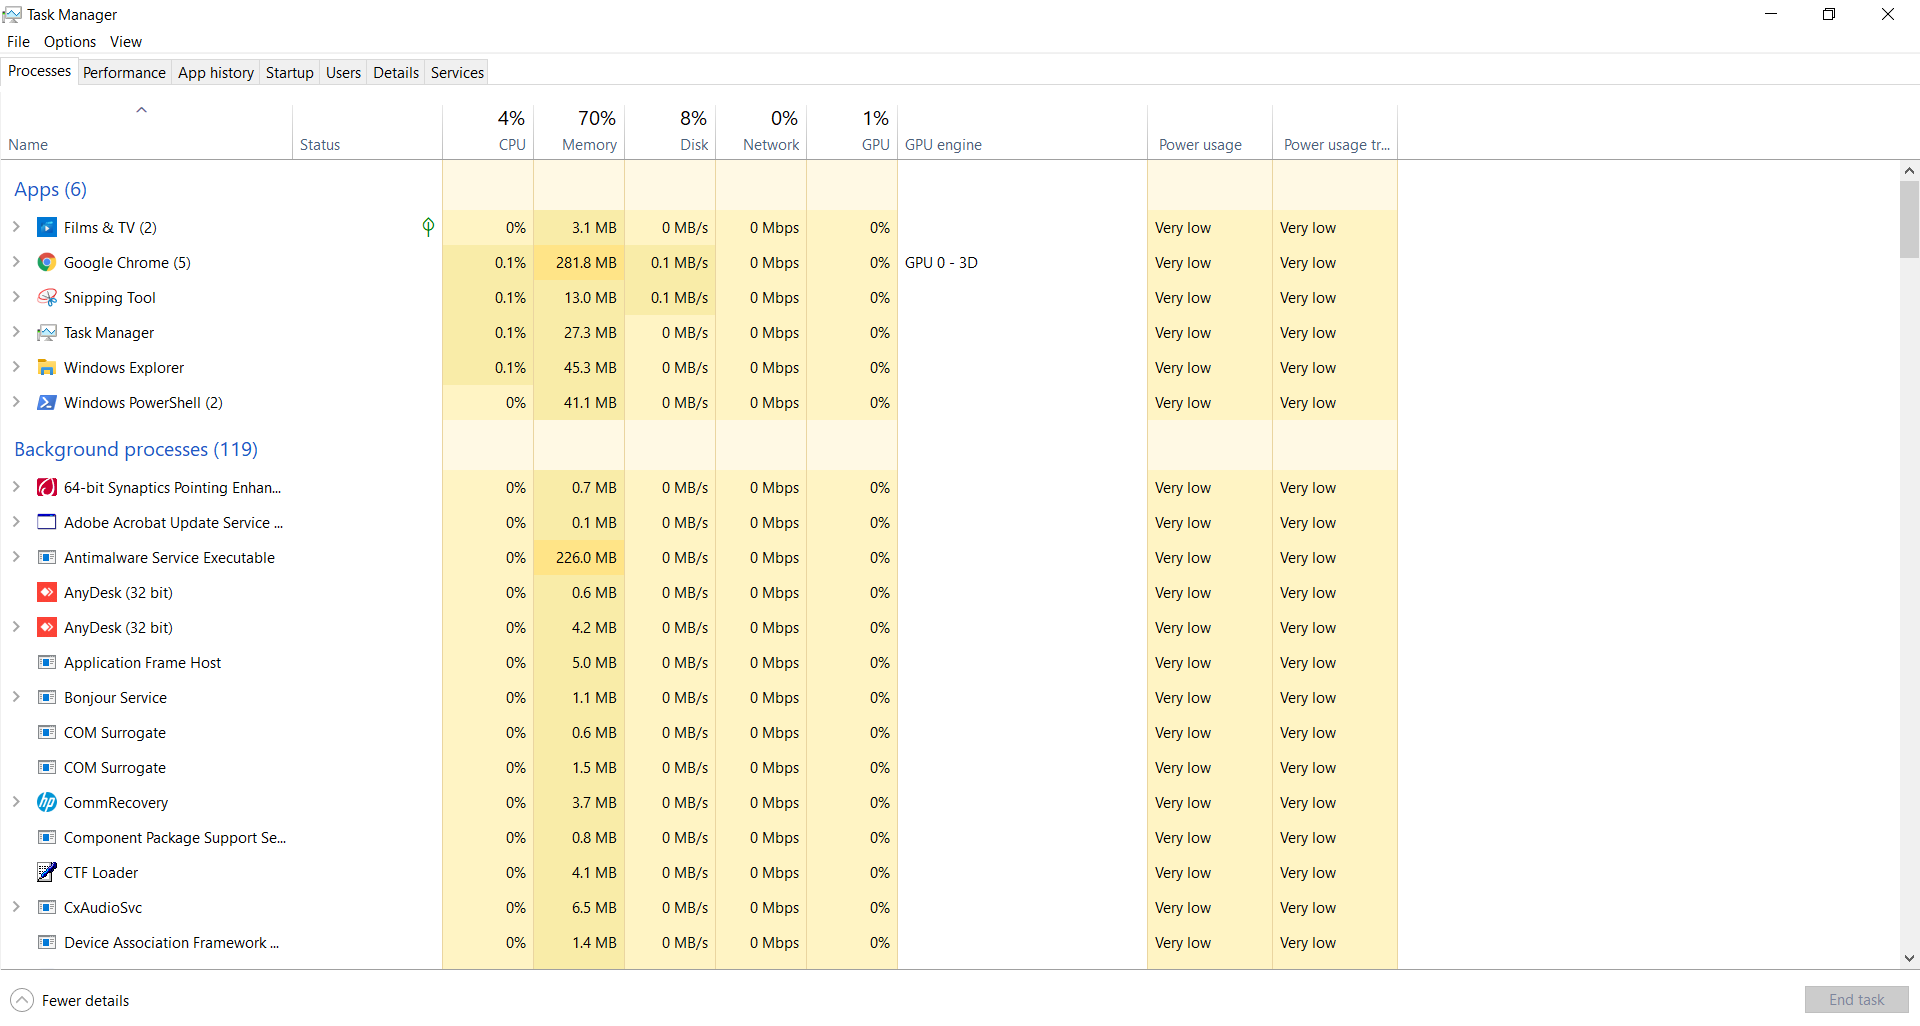 Task Manager
File Options View
Processes Performance App history Startup Users Details Services
4% 70% 8% 0% 1%
Name Status CPU Memory Disk Network GPU GPU engine Power usage Power usage tr...
Apps (6)
Films & TV (2) 0% 3.1 MB 0 MB/s 0 Mbps 0% Very low Very low
Google Chrome (5) 0.1% 281.8 MB 0.1 MB/s 0 Mbps 0% GPU 0 - 3D Very low Very low
Snipping Tool 0.1% 13.0 MB 0.1 MB/s 0 Mbps 0% Very low Very low
Task Manager 0.1% 27.3 MB 0 MB/s 0 Mbps 0% Very low Very low
Windows Explorer 0.1% 45.3 MB 0 MB/s 0 Mbps 0% Very low Very low
Windows PowerShell (2) 0% 41.1 MB 0 MB/s 0 Mbps 0% Very low Very low
Background processes (119)
64-bit Synaptics Pointing Enhan... 0% 0.7 MB 0 MB/s 0 Mbps 0% Very low Very low
Adobe Acrobat Update Service ... 0% 0.1 MB 0 MB/s 0 Mbps 0% Very low Very low
Antimalware Service Executable 0% 226.0 MB 0 MB/s 0 Mbps 0% Very low Very low
AnyDesk (32 bit) 0% 0.6 MB 0 MB/s 0 Mbps 0% Very low Very low
AnyDesk (32 bit) 0% 4.2 MB 0 MB/s 0 Mbps 0% Very low Very low
Application Frame Host 0% 5.0 MB 0 MB/s 0 Mbps 0% Very low Very low
Bonjour Service 0% 1.1 MB 0 MB/s 0 Mbps 0% Very low Very low
COM Surrogate 0% 0.6 MB 0 MB/s 0 Mbps 0% Very low Very low
COM Surrogate 0% 1.5 MB 0 MB/s 0 Mbps 0% Very low Very low
hp CommRecovery 0% 3.7 MB 0 MB/s 0 Mbps 0% Very low Very low
Component Package Support Se... 0% 0.8 MB 0 MB/s 0 Mbps 0% Very low Very low
CTF Loader 0% 4.1 MB 0 MB/s 0 Mbps 0% Very low Very low
CxAudioSvc 0% 6.5 MB 0 MB/s 0 Mbps 0% Very low Very low
Device Association Framework ... 0% 1.4 MB 0 MB/s 0 Mbps 0% Very low Very low
Fewer details End task